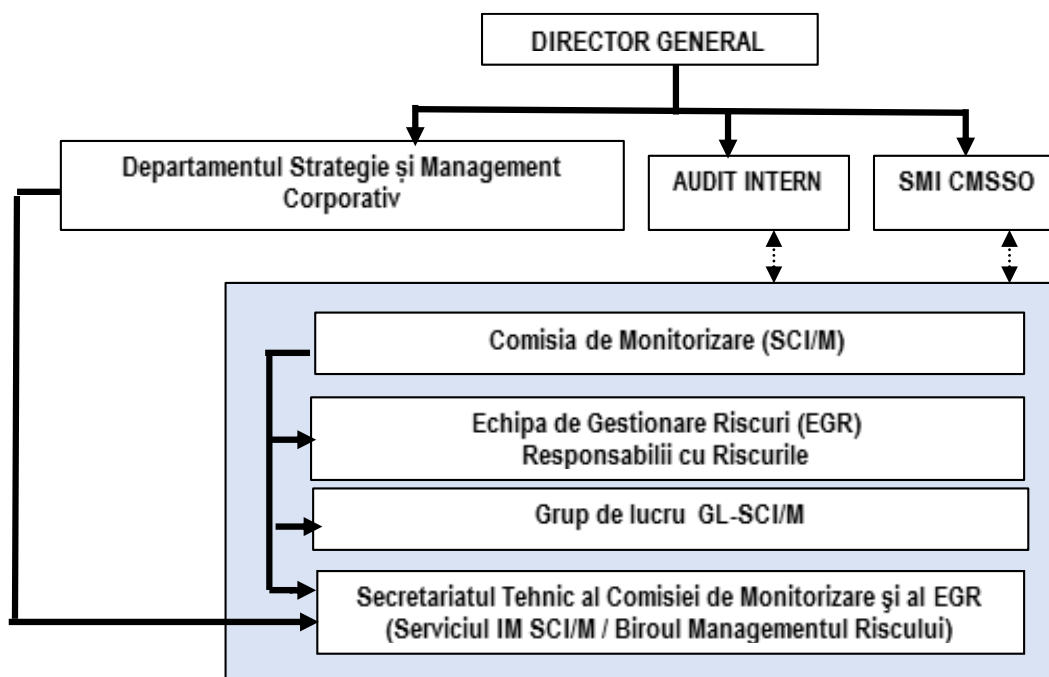 DIRECTOR GENERAL
Departamentul Strategie și Management
Corporativ
AUDIT INTERN
SMI CMSSO
Comisia de Monitorizare (SCI/M)
Echipa de Gestionare Riscuri (EGR)
Responsabilii cu Riscurile
Grup de lucru GL-SCI/M
Secretariatul Tehnic al Comisiei de Monitorizare şi al EGR
(Serviciul IM SCI/M / Biroul Managementul Riscului)